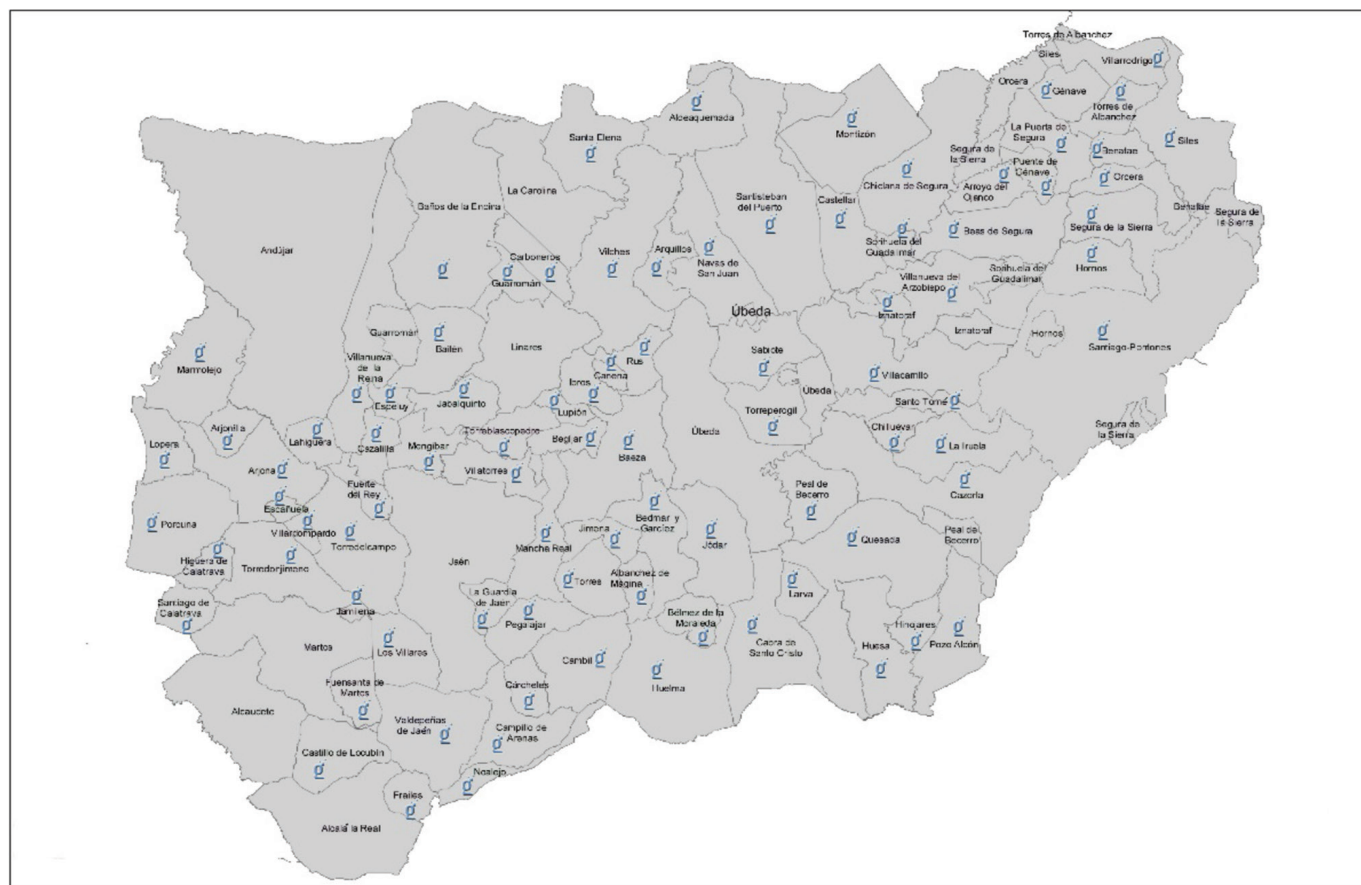 Torres de Albanchez
Siles
Villarrodrigo
Orcera
Génave
Aldeaquemada
Torres de
Albanchez
Montizón
La Puerta de
Segura
Santa Elena
Siles
Benatae
Segura de
la Sierra
Puente de
Génave
Chiclana de Segura
Orcera
Arroyo del
Ojanco
La Carolina
Santisteban
del Puerto
Castellar
Baños de la Encina
Benatae
Segura de
la Sierra
Segura de la Sierra
Beas de Segura
Sorihuela del
Guadalimar
Andújar
Vilches
Arquillos
Navas de
San Juan
Carboneros
Guarromán
Hornos
Sorihuela del
Guadalimar
Villanueva del
Arzobispo
Iznatoraf
Úbeda
Guarromán
Bailén
Linares
Iznatoraf
Hornos
Santiago-Pontones
Sabiote
Villanueva
de la
Reina
Rus
Canena
Marmolejo
Villacarrillo
Ibros
Úbeda
Espeluy
Jabalquinto
Lupión
Santo Tomé
Torreperogil
Arjonilla
Lahiguera
Chilluévar
Segura de
la Sierra
Lopera
Cazalilla
Mengíbar
Torreblascopedro
Begíjar
Baeza
Úbeda
La Iruela
Arjona
Villatorres
Fuerte
del Rey
Peal de
Becerro
Cazorla
Escañuela
Bedmar y
Garcíez
Porcuna
Villardompardo
Torredelcampo
Jimena
Mancha Real
Jódar
Quesada
Peal del
Becerro
Higuera de
Calatrava
Torredonjimeno
Jaén
Torres
Albanchez de
Mágina
Larva
La Guardia
de Jaén
Santiago de
Calatrava
Jamilena
Pegalajar
Bélmez de la
Moraleda
Hinojares
Pozo Alcón
Martos
Los Villares
Cabra de
Santo Cristo
Huesa
Cambil
Huelma
Fuensanta de
Martos
Cárcheles
Alcaudete
Valdepeñas
de Jaén
Campillo de
Arenas
Castillo de Locubín
Noalejo
Frailes
Alcalá la Real